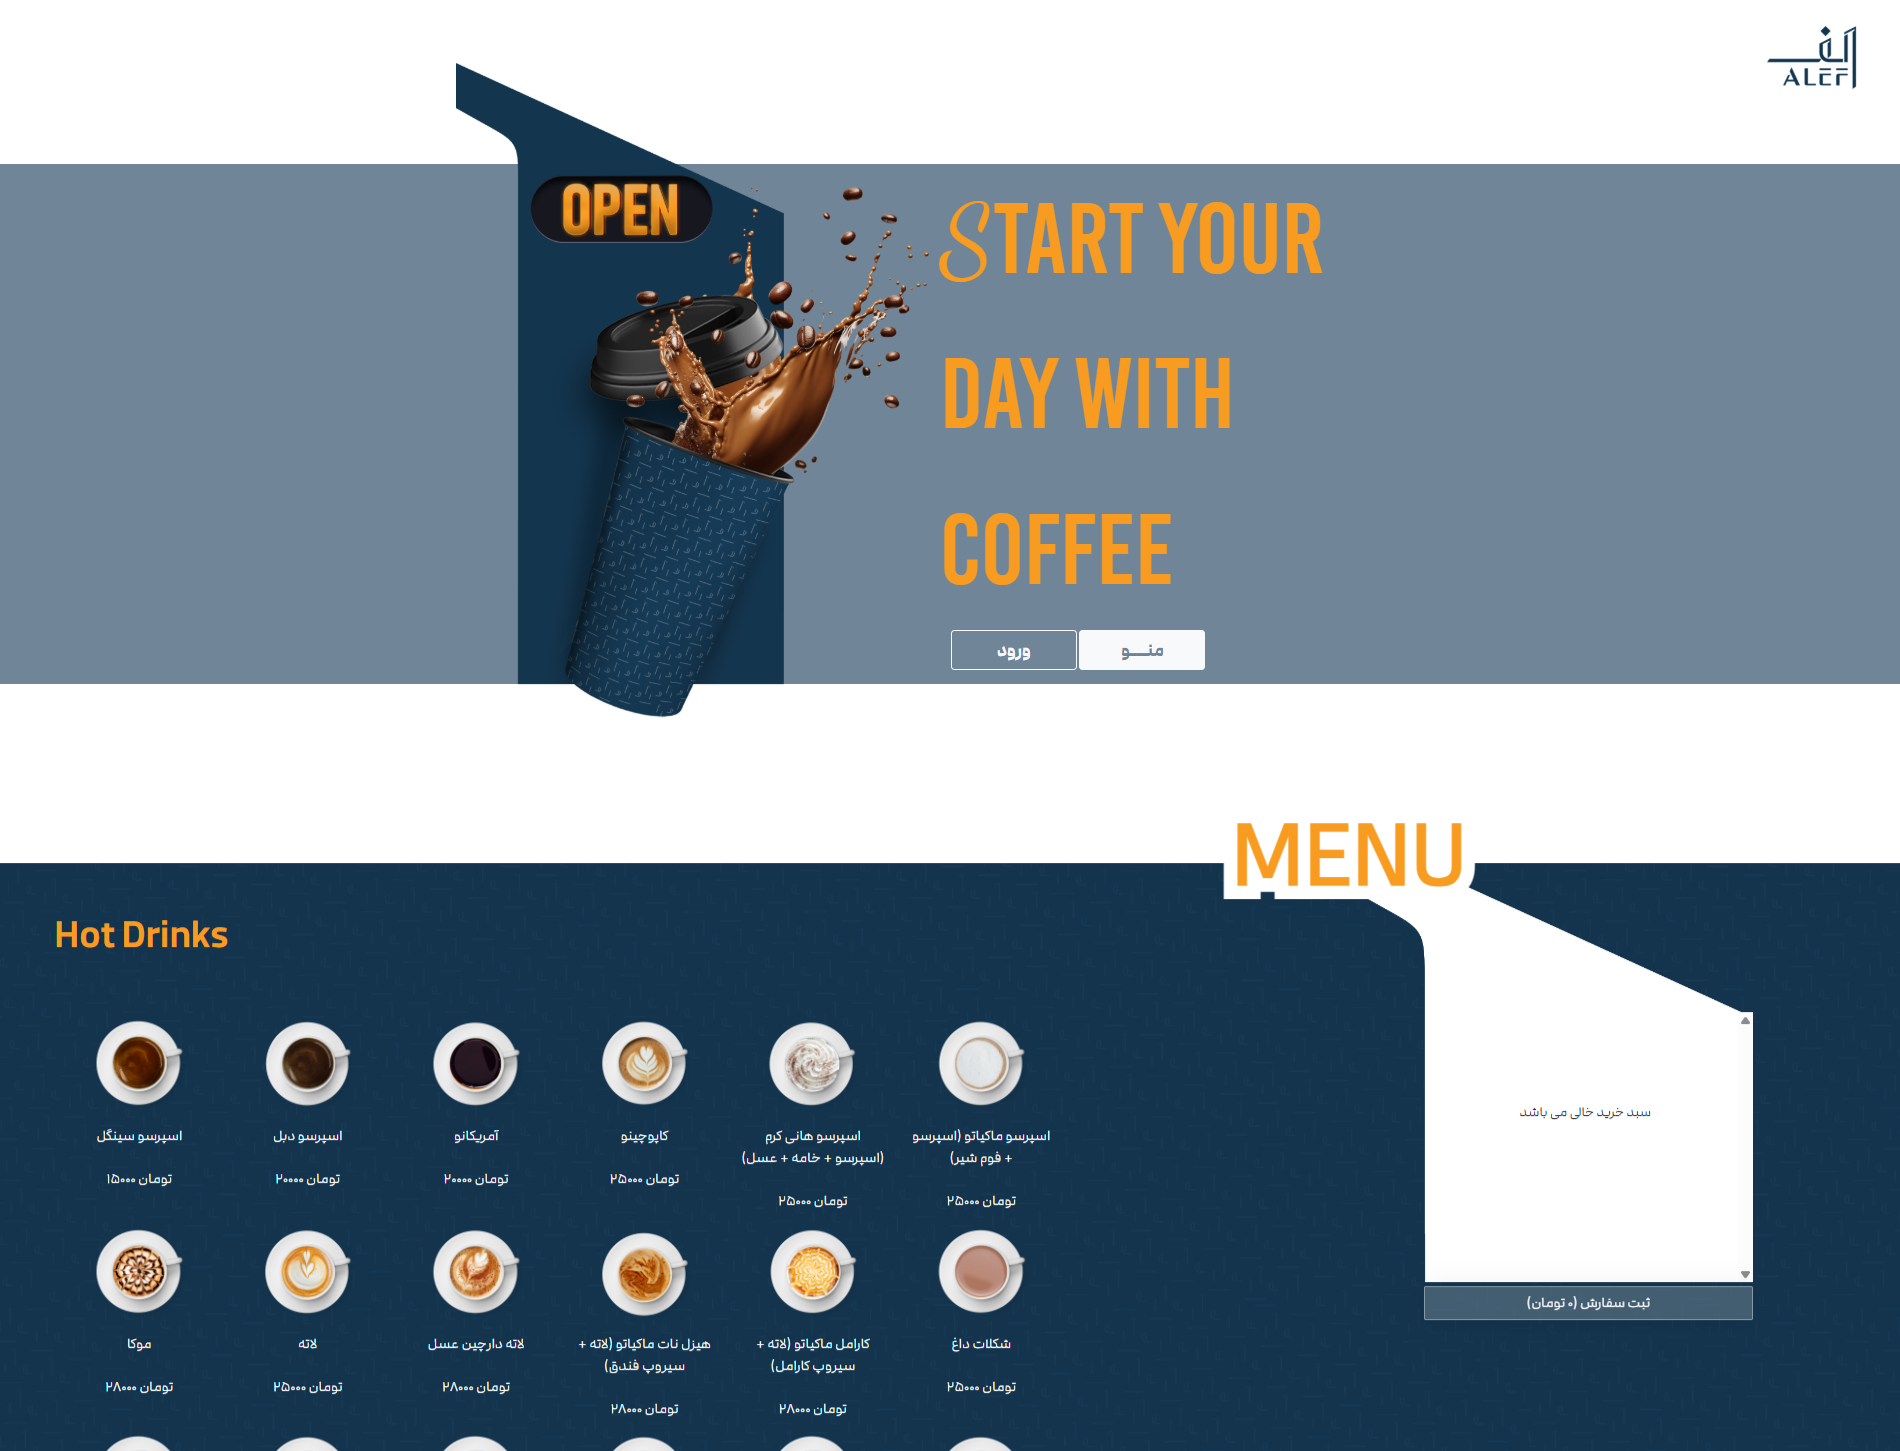 الف
ALEF
OPEN
START YOUR
DAY WITH
COFFEE
ورود
منـــو
MENU
Hot Drinks
اسپرسو سینگل
۱۵۰۰۰ تومان
اسپرسو دبل
۲۰۰۰۰ تومان
آمریکانو
۲۰۰۰۰ تومان
کاپوچینو
۲۵۰۰۰ تومان
اسپرسو هانی کرم
(اسپرسو + خامه + عسل)
۲۵۰۰۰ تومان
اسپرسو ماکیاتو (اسپرسو
+ فوم شیر)
۲۵۰۰۰ تومان
موکا
۲۸۰۰۰ تومان
لاته
۲۵۰۰۰ تومان
لاته دارچین عسل
۲۸۰۰۰ تومان
هیزل نات ماکیاتو (لاته +
سیروپ فندق)
۲۸۰۰۰ تومان
کارامل ماکیاتو (لاته +
سیروپ کارامل)
۲۸۰۰۰ تومان
شکلات داغ
۲۵۰۰۰ تومان
سبد خرید خالی می باشد
ثبت سفارش (۰ تومان)